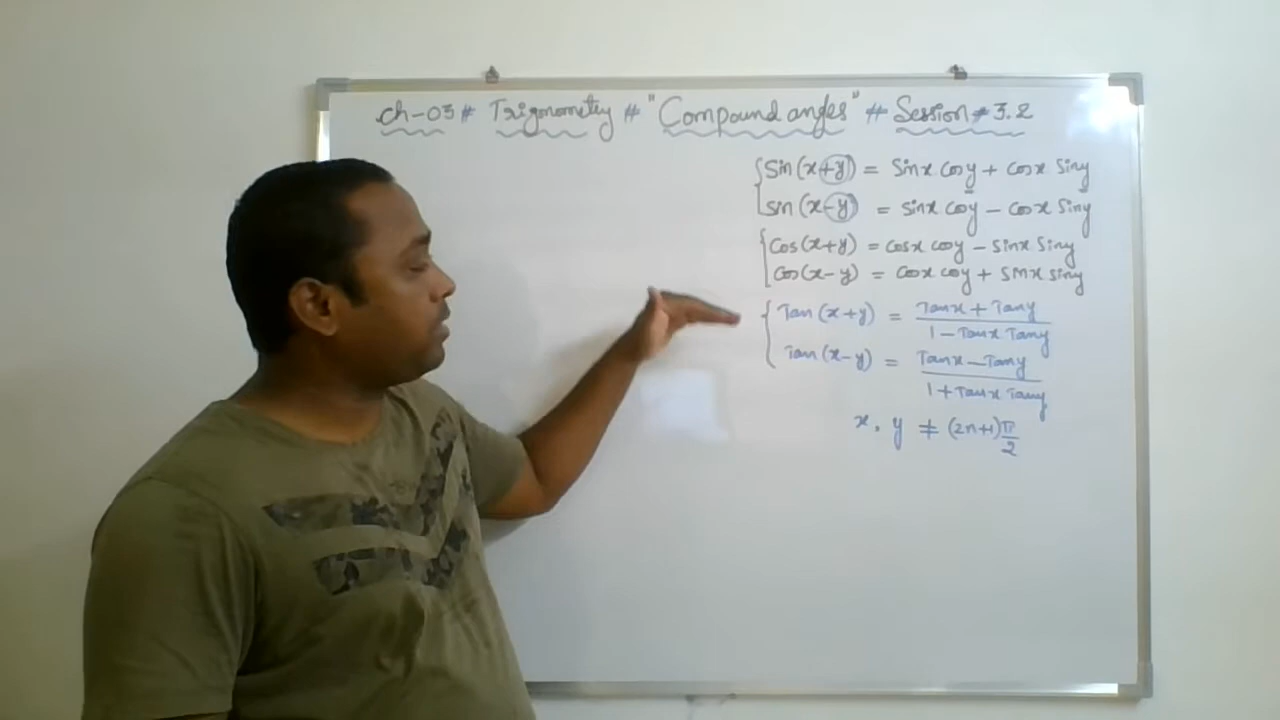 Ch-03 # Trigonometry # "Compound angles" # Session # 3.2
Sin(x+y) = Sinx Cosy + Cosx Siny
Sin(x-y) = Sinx Cosy - Cosx Siny
Cos(x+y) = Cosx Cosy - Sinx Siny
Cos(x-y) = Cosx Cosy + Sinx Siny
Tan(x+y) = Tanx + Tany / 1 - Tanx Tany
Tan(x-y) = Tanx - Tany / 1 + Tanx Tany
x, y ≠ (2n+1) π/2